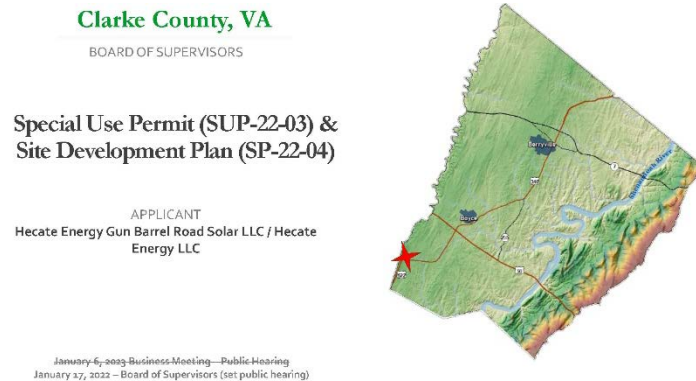 Clarke County, VA
BOARD OF SUPERVISORS
Special Use Permit (SUP-22-03) &
Site Development Plan (SP-22-04)
APPLICANT
Hecate Energy Gun Barrel Road Solar LLC / Hecate
Energy LLC
January 6, 2023 Business Meeting – Public Hearing
January 17, 2022 – Board of Supervisors (set public hearing)
Berryville
Boyce
Shenandoah River